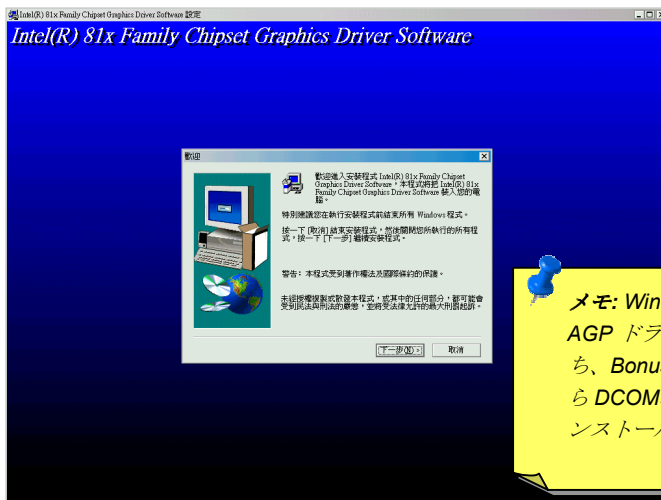 Intel(R) 81x Family Chipset Graphics Driver Software 設定
Intel(R) 81x Family Chipset Graphics Driver Software
歡迎
歡迎進入安裝程式 Intel(R) 81x Family Chipset
Graphics Driver Software。本程式將把 Intel(R) 81x
Family Chipset Graphics Driver Software 裝入您的電
腦。
特別建議您在執行安裝程式前結束所有 Windows 程式。
按一下 [取消] 結束安裝程式，然後關閉您所執行的所有程
式，按一下 [下一步] 繼續安裝程式。
警告：本程式受到著作權法及國際條約的保護。
未經授權複製或散發本程式，或其中的任何部分，都可能會
受到民法與刑法的嚴懲，並將受法律允許的最大刑罰起訴。
下一步(N) >
取消
メモ: Win
AGP ドラ
ち、Bonu
ら DCOM
ンストール